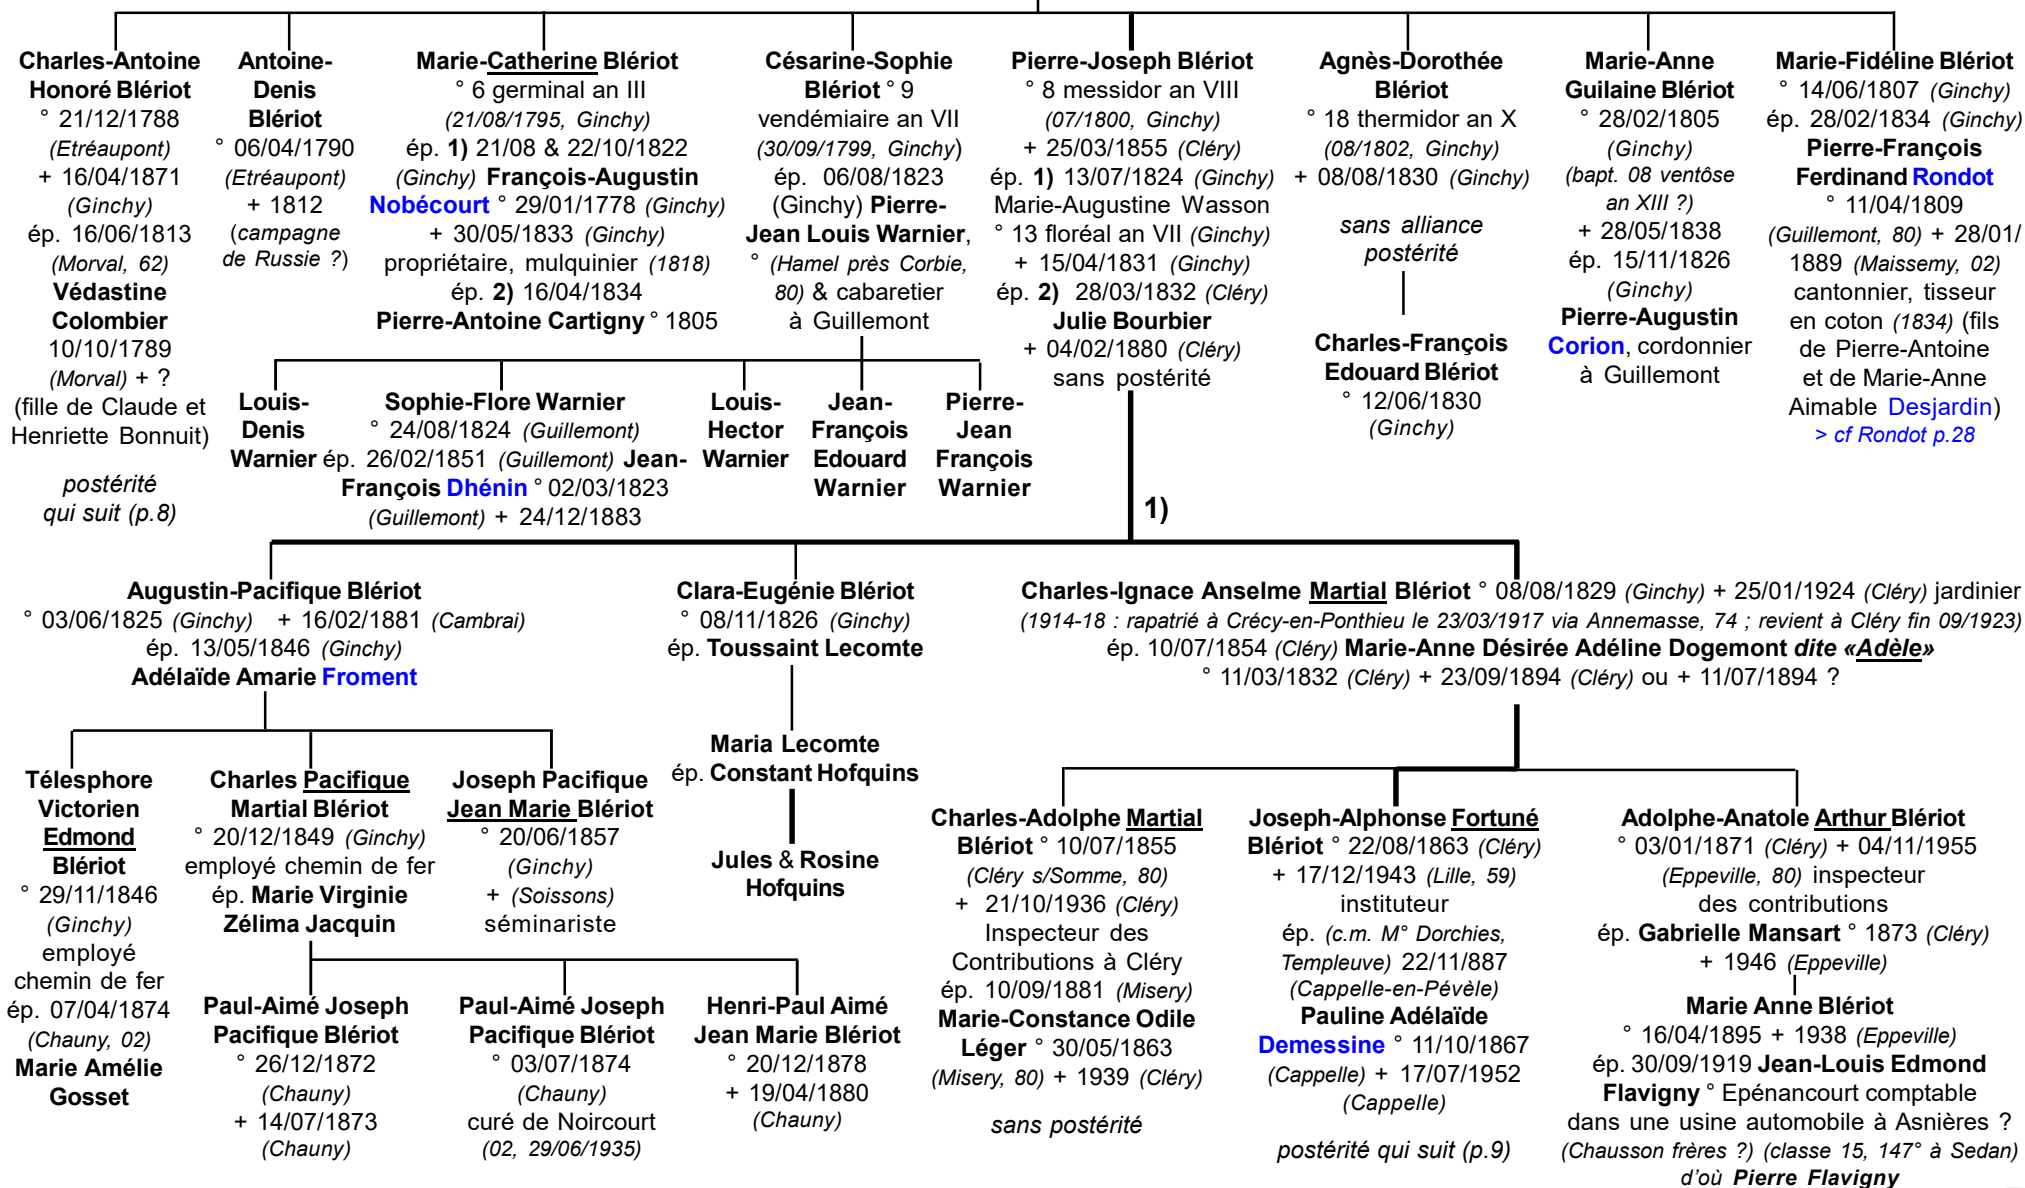 Charles-Antoine
Honoré Blériot
° 21/12/1788
(Etréaupont)
+ 16/04/1871
(Ginchy)
ép. 16/06/1813
(Morval, 62)
Védastine
Colombier
10/10/1789
(Morval) + ?
(fille de Claude et
Henriette Bonnuit)
postérité
qui suit (p.8)
Antoine-
Denis
Blériot
° 06/04/1790
(Etréaupont)
+ 1812
(campagne
de Russie ?)
Marie-Catherine Blériot
° 6 germinal an III
(21/08/1795, Ginchy)
ép. 1) 21/08 & 22/10/1822
(Ginchy) François-Augustin
Nobécourt ° 29/01/1778 (Ginchy)
+ 30/05/1833 (Ginchy)
propriétaire, mulquinier (1818)
ép. 2) 16/04/1834
Pierre-Antoine Cartigny ° 1805
Césarine-Sophie
Blériot ° 9
vendémiaire an VII
(30/09/1799, Ginchy)
ép. 06/08/1823
(Ginchy) Pierre-
Jean Louis Warnier,
° (Hamel près Corbie,
80) & cabaretier
à Guillemont
Pierre-Joseph Blériot
° 8 messidor an VIII
(07/1800, Ginchy)
+ 25/03/1855 (Cléry)
ép. 1) 13/07/1824 (Ginchy)
Marie-Augustine Wasson
° 13 floréal an VII (Ginchy)
+ 15/04/1831 (Ginchy)
ép. 2) 28/03/1832 (Cléry)
Julie Bourbier
+ 04/02/1880 (Cléry)
sans postérité
Agnès-Dorothée
Blériot
° 18 thermidor an X
(08/1802, Ginchy)
+ 08/08/1830 (Ginchy)
sans alliance
postérité
Charles-François
Edouard Blériot
° 12/06/1830
(Ginchy)
Marie-Anne
Guilaine Blériot
° 28/02/1805
(Ginchy)
(bapt. 08 ventôse
an XIII ?)
+ 28/05/1838
ép. 15/11/1826
(Ginchy)
Pierre-Augustin
Corion, cordonnier
à Guillemont
Marie-Fidéline Blériot
° 14/06/1807 (Ginchy)
ép. 28/02/1834 (Ginchy)
Pierre-François
Ferdinand Rondot
° 11/04/1809
(Guillemont, 80) + 28/01/
1889 (Maissemy, 02)
cantonnier, tisseur
en coton (1834) (fils
de Pierre-Antoine
et de Marie-Anne
Aimable Desjardin)
> cf Rondot p.28
Louis-
Denis
Warnier
Sophie-Flore Warnier
° 24/08/1824 (Guillemont)
ép. 26/02/1851 (Guillemont) Jean-
François Dhénin ° 02/03/1823
(Guillemont) + 24/12/1883
Louis-
Hector
Warnier
Jean-
François
Edouard
Warnier
Pierre-
Jean
François
Warnier
1)
Augustin-Pacifique Blériot
° 03/06/1825 (Ginchy) + 16/02/1881 (Cambrai)
ép. 13/05/1846 (Ginchy)
Adélaïde Amarie Froment
Clara-Eugénie Blériot
° 08/11/1826 (Ginchy)
ép. Toussaint Lecomte
Charles-Ignace Anselme Martial Blériot ° 08/08/1829 (Ginchy) + 25/01/1924 (Cléry) jardinier
(1914-18 : rapatrié à Crécy-en-Ponthieu le 23/03/1917 via Annemasse, 74 ; revient à Cléry fin 09/1923)
ép. 10/07/1854 (Cléry) Marie-Anne Désirée Adéline Dogemont dite «Adèle»
° 11/03/1832 (Cléry) + 23/09/1894 (Cléry) ou + 11/07/1894 ?
Télesphore
Victorien
Edmond
Blériot
° 29/11/1846
(Ginchy)
employé
chemin de fer
ép. 07/04/1874
(Chauny, 02)
Marie Amélie
Gosset
Charles Pacifique
Martial Blériot
° 20/12/1849 (Ginchy)
employé chemin de fer
ép. Marie Virginie
Zélima Jacquin
Joseph Pacifique
Jean Marie Blériot
° 20/06/1857
(Ginchy)
+ (Soissons)
séminariste
Maria Lecomte
ép. Constant Hofquins
Jules & Rosine
Hofquins
Paul-Aimé Joseph
Pacifique Blériot
° 26/12/1872
(Chauny)
+ 14/07/1873
(Chauny)
Paul-Aimé Joseph
Pacifique Blériot
° 03/07/1874
(Chauny)
curé de Noircourt
(02, 29/06/1935)
Henri-Paul Aimé
Jean Marie Blériot
° 20/12/1878
+ 19/04/1880
(Chauny)
Charles-Adolphe Martial
Blériot ° 10/07/1855
(Cléry s/Somme, 80)
+ 21/10/1936 (Cléry)
Inspecteur des
Contributions à Cléry
ép. 10/09/1881 (Misery)
Marie-Constance Odile
Léger ° 30/05/1863
(Misery, 80) + 1939 (Cléry)
sans postérité
Joseph-Alphonse Fortuné
Blériot ° 22/08/1863 (Cléry)
+ 17/12/1943 (Lille, 59)
instituteur
ép. (c.m. M° Dorchies,
Templeuve) 22/11/887
(Cappelle-en-Pévèle)
Pauline Adélaïde
Demessine ° 11/10/1867
(Cappelle) + 17/07/1952
(Cappelle)
postérité qui suit (p.9)
Adolphe-Anatole Arthur Blériot
° 03/01/1871 (Cléry) + 04/11/1955
(Eppeville, 80) inspecteur
des contributions
ép. Gabrielle Mansart ° 1873 (Cléry)
+ 1946 (Eppeville)
Marie Anne Blériot
° 16/04/1895 + 1938 (Eppeville)
ép. 30/09/1919 Jean-Louis Edmond
Flavigny ° Epénancourt comptable
dans une usine automobile à Asnières ?
(Chausson frères ?) (classe 15, 147° à Sedan)
d'où Pierre Flavigny